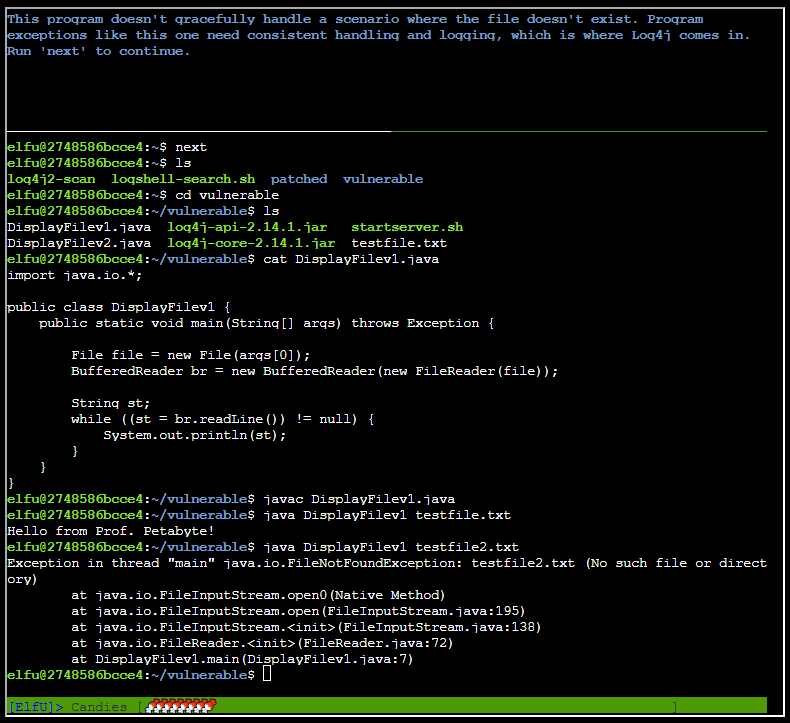 This program doesn't gracefully handle a scenario where the file doesn't exist. Program
exceptions like this one need consistent handling and logging, which is where Log4j comes in.
Run 'next' to continue.
elfu@2748586bcce4:~$ next
elfu@2748586bcce4:~$ ls
log4j2-scan  logshell-search.sh  patched  vulnerable
elfu@2748586bcce4:~$ cd vulnerable
elfu@2748586bcce4:~/vulnerable$ ls
DisplayFilev1.java  log4j-api-2.14.1.jar   startserver.sh
DisplayFilev2.java  log4j-core-2.14.1.jar  testfile.txt
elfu@2748586bcce4:~/vulnerable$ cat DisplayFilev1.java
import java.io.*;
public class DisplayFilev1 {
    public static void main(String[] args) throws Exception {
        File file = new File(args[0]);
        BufferedReader br = new BufferedReader(new FileReader(file));
        String st;
        while ((st = br.readLine()) != null) {
            System.out.println(st);
        }
    }
}
elfu@2748586bcce4:~/vulnerable$ javac DisplayFilev1.java
elfu@2748586bcce4:~/vulnerable$ java DisplayFilev1 testfile.txt
Hello from Prof. Petabyte!
elfu@2748586bcce4:~/vulnerable$ java DisplayFilev1 testfile2.txt
Exception in thread "main" java.io.FileNotFoundException: testfile2.txt (No such file or direct
ory)
        at java.io.FileInputStream.open0(Native Method)
        at java.io.FileInputStream.open(FileInputStream.java:195)
        at java.io.FileInputStream.<init>(FileInputStream.java:138)
        at java.io.FileReader.<init>(FileReader.java:72)
        at DisplayFilev1.main(DisplayFilev1.java:7)
elfu@2748586bcce4:~/vulnerable$
[ElfU]> Candies [ ]